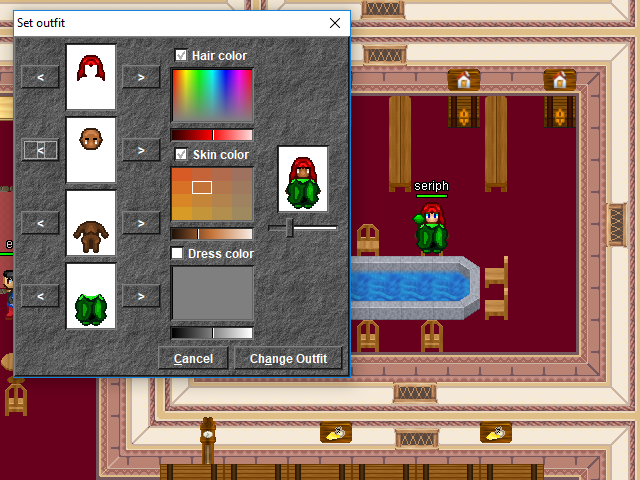 Set outfit
< > Hair color
< > Skin color
< >
Dress color
< >
Cancel Change Outfit
seriph
e